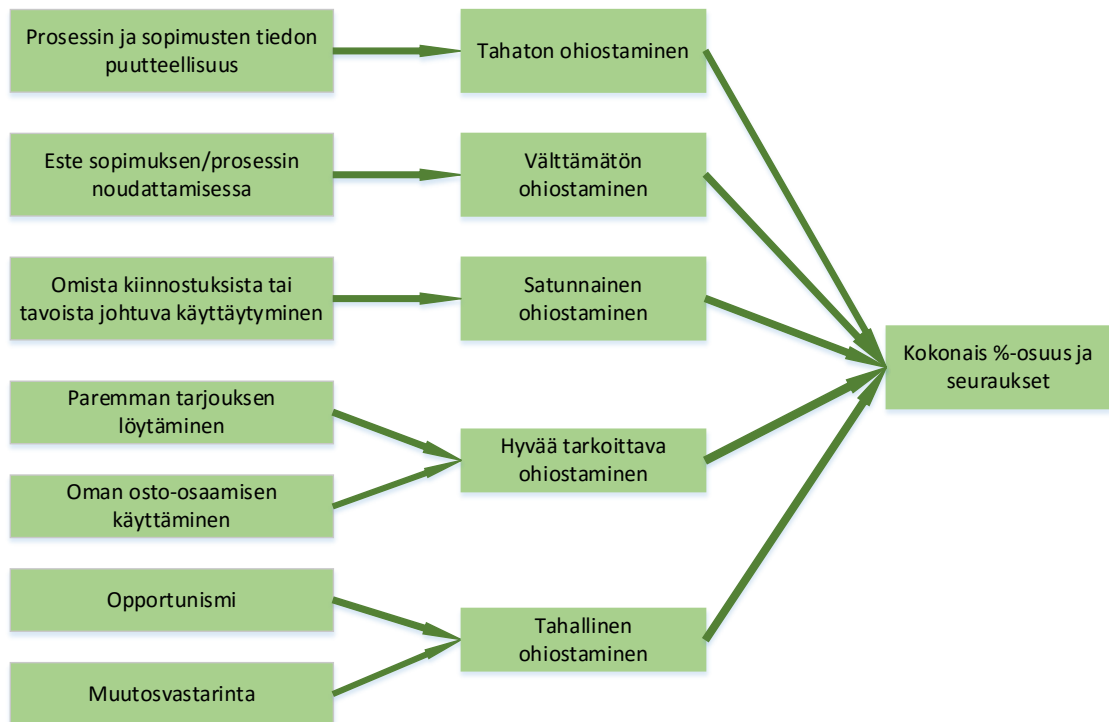 Prosessin ja sopimusten tiedon
puutteellisuus
Tahaton ohiostaminen
Este sopimuksen/prosessin
noudattamisessa
Välttämätön
ohiostaminen
Omista kiinnostuksista tai
tavoista johtuva käyttäytyminen
Satunnainen
ohiostaminen
Kokonais %-osuus ja
seuraukset
Paremman tarjouksen
löytäminen
Hyvää tarkoittava
ohiostaminen
Oman osto-osaamisen
käyttäminen
Opportunismi
Tahallinen
ohiostaminen
Muutosvastarinta